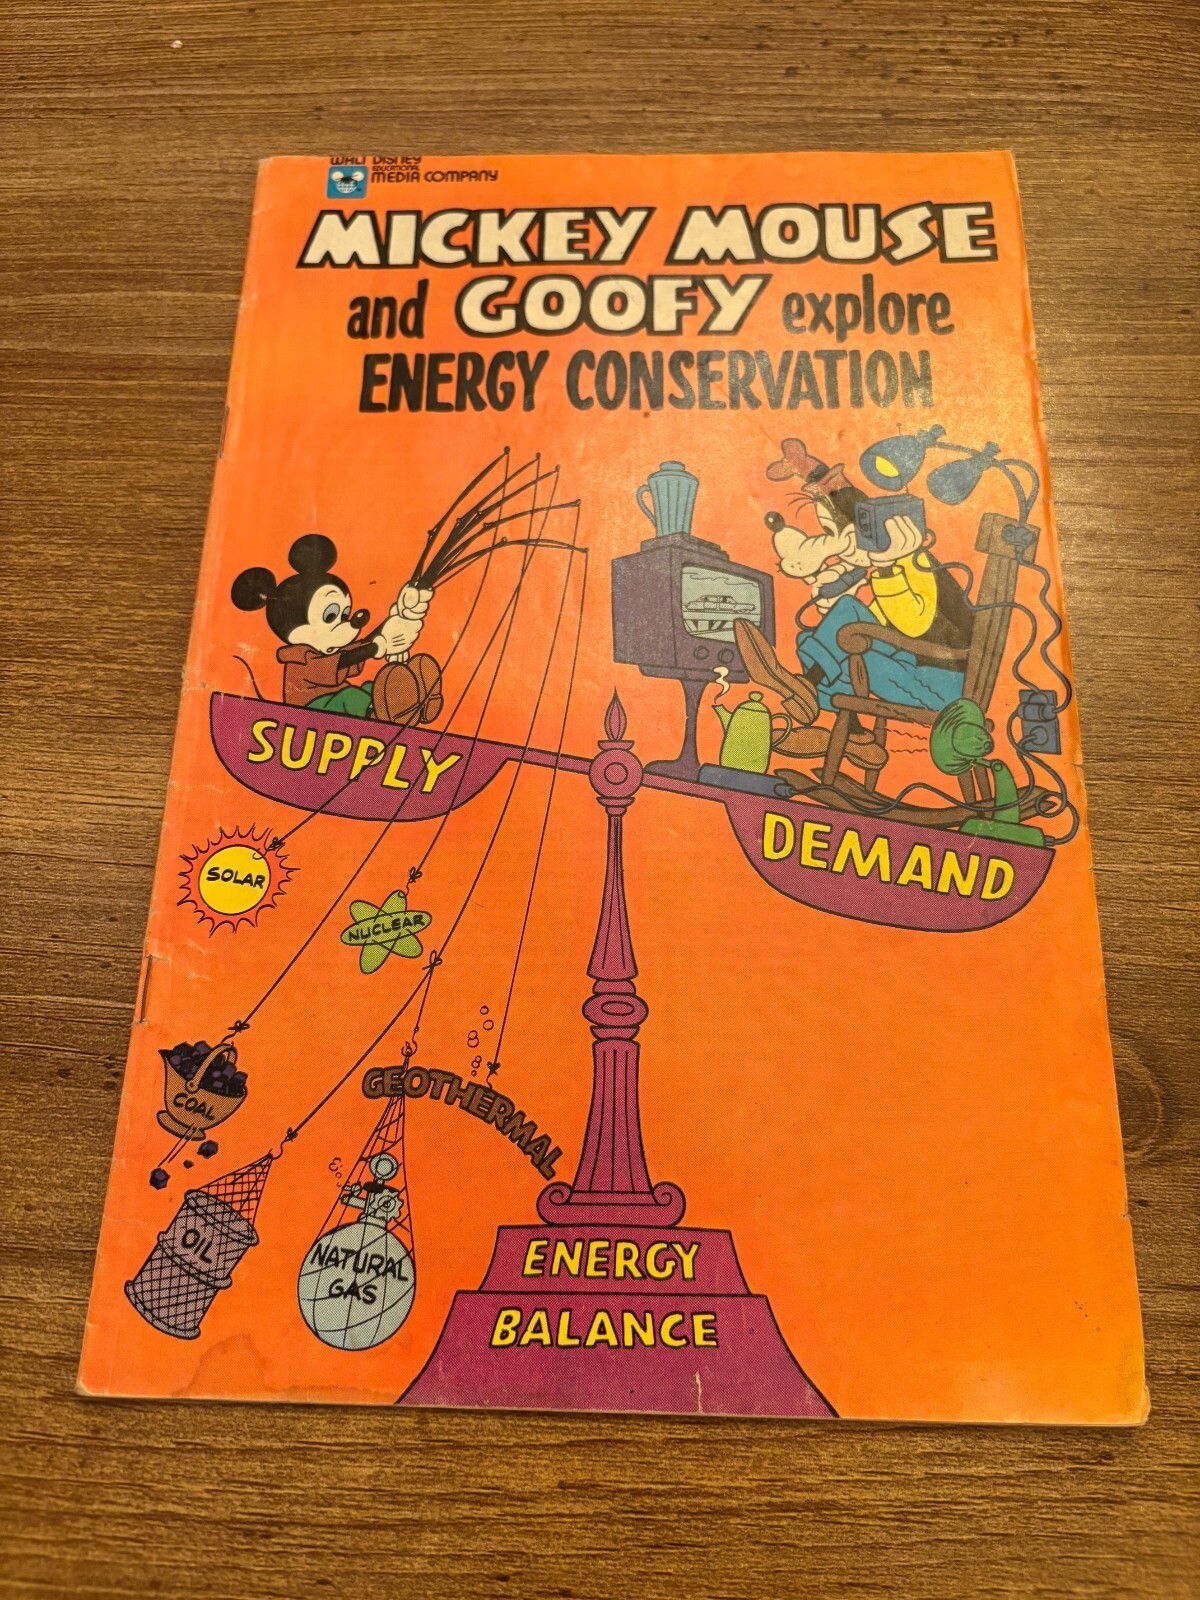 WALT DISNEY
EDUCATIONAL
MEDIA COMPANY
MICKEY MOUSE
and GOOFY explore
ENERGY CONSERVATION
SUPPLY
DEMAND
SOLAR
NUCLEAR
COAL
GEOTHERMAL
OIL
NATURAL
GAS
ENERGY
BALANCE